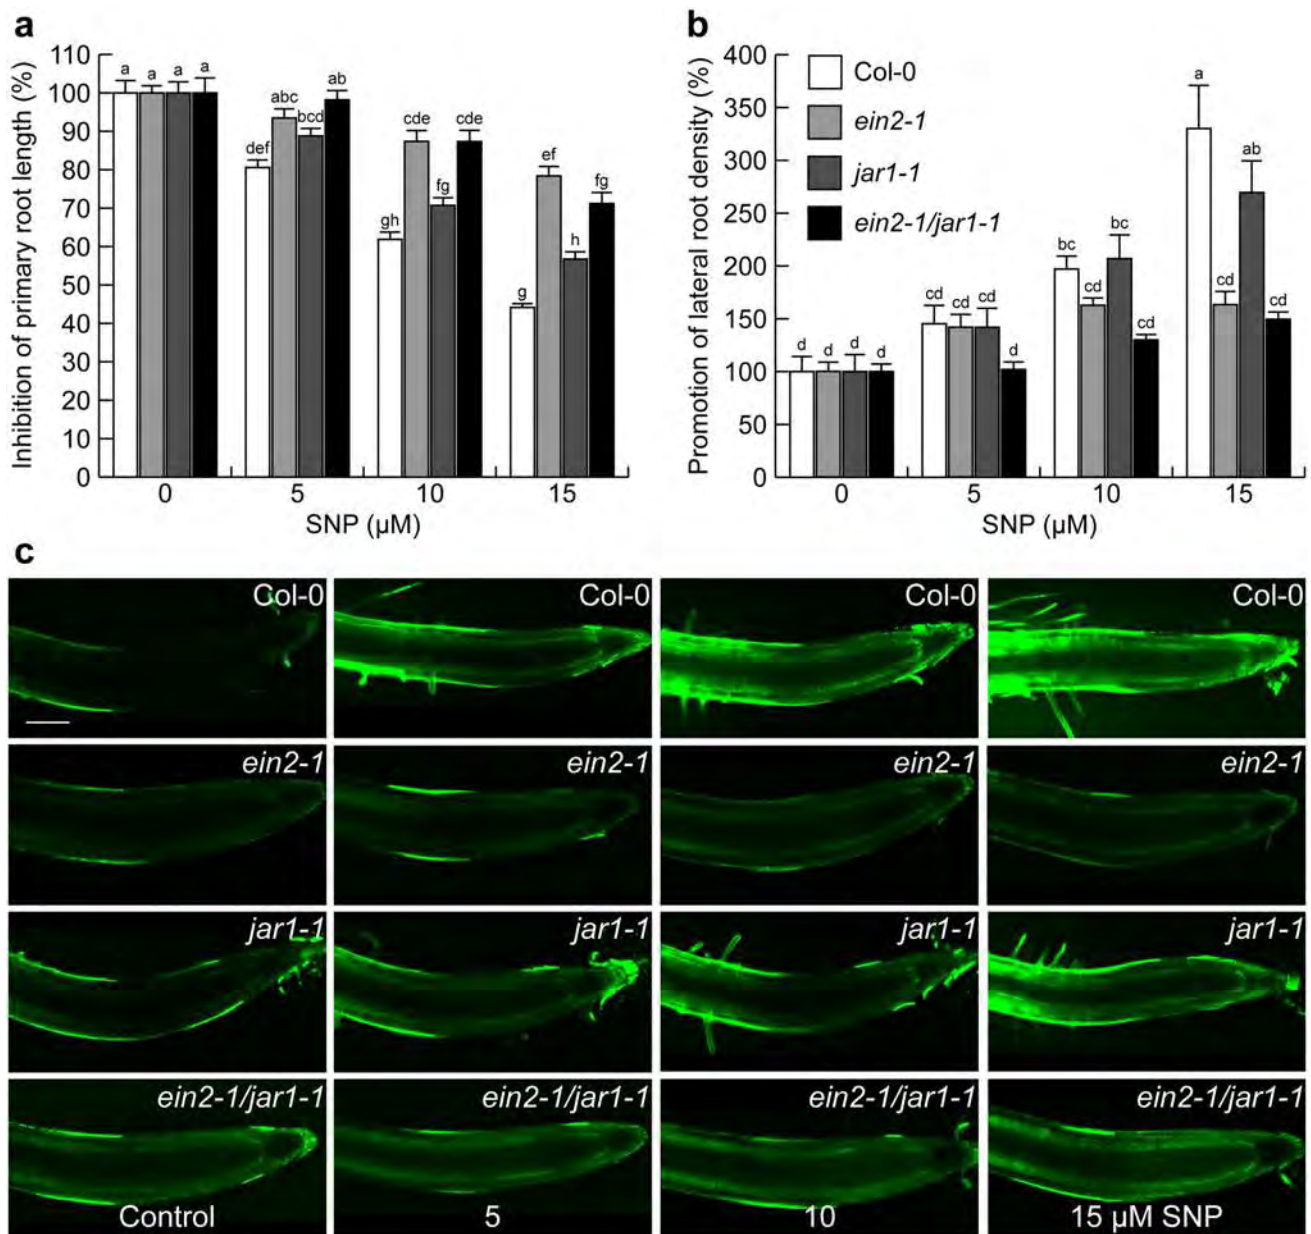 a
Inhibition of primary root length (%)
110
100
90
80
70
60
50
40
30
20
10
0
a a a a
def abc bcd ab
gh cde fg cde
g ef h fg
0 5 10 15
SNP (µM)
b
Promotion of lateral root density (%)
400
350
300
250
200
150
100
50
0
Col-0
ein2-1
jar1-1
ein2-1/jar1-1
d d d d
cd cd cd d
bc cd bc cd
a cd ab cd
0 5 10 15
SNP (µM)
c
Col-0 Col-0 Col-0 Col-0
ein2-1 ein2-1 ein2-1 ein2-1
jar1-1 jar1-1 jar1-1 jar1-1
ein2-1/jar1-1 ein2-1/jar1-1 ein2-1/jar1-1 ein2-1/jar1-1
Control 5 10 15 µM SNP